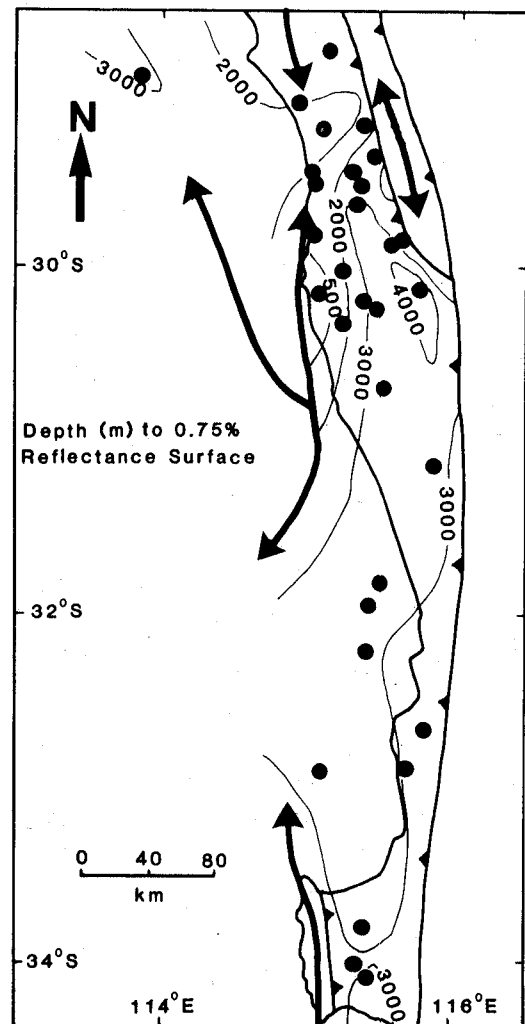 3000
2000
N
2000
30°S
500
4000
3000
Depth (m) to 0.75%
Reflectance Surface
3000
32°S
0 40 80
km
34°S
3000
114°E
116°E